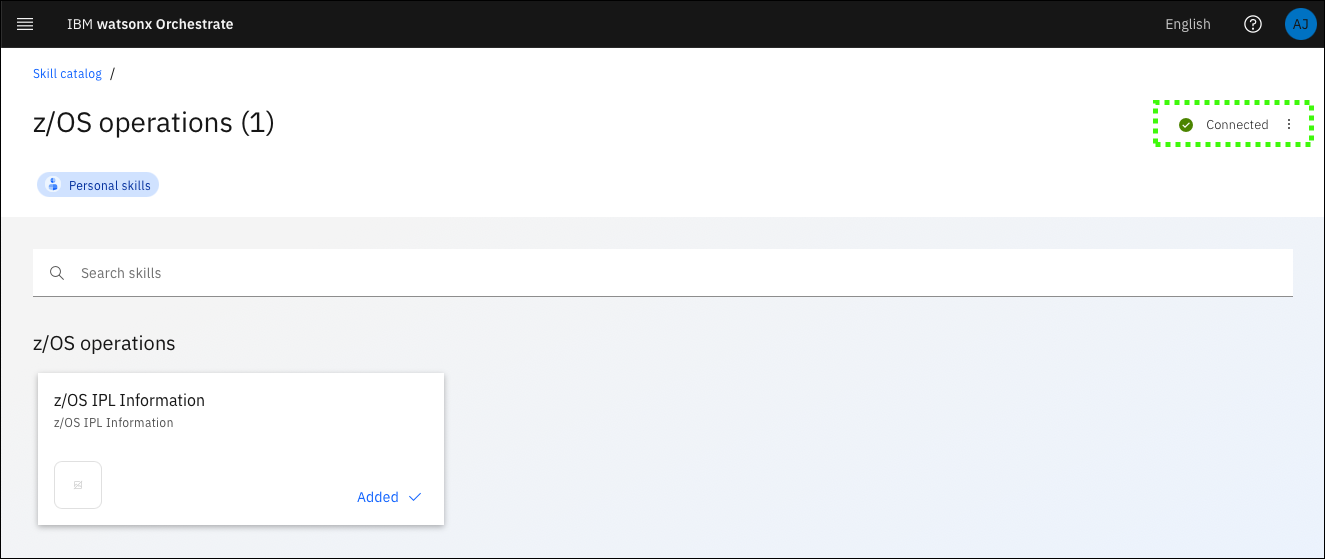 IBM watsonx Orchestrate
English
AJ
Skill catalog /
z/OS operations (1)
Connected
Personal skills
Search skills
z/OS operations
z/OS IPL Information
z/OS IPL Information
Added